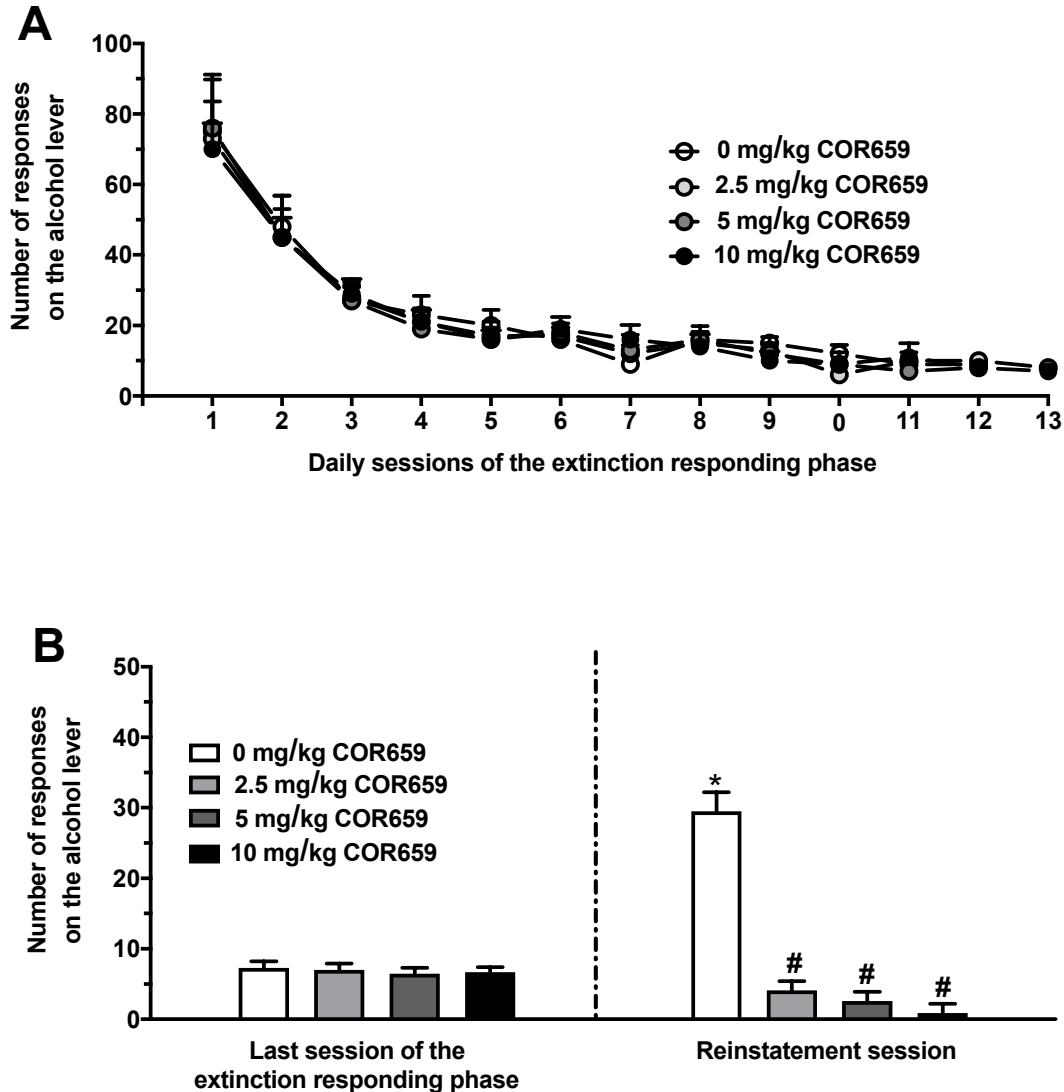 A
Number of responses
on the alcohol lever
100
80
60
40
20
0
0 mg/kg COR659
2.5 mg/kg COR659
5 mg/kg COR659
10 mg/kg COR659
1 2 3 4 5 6 7 8 9 0 11 12 13
Daily sessions of the extinction responding phase
B
Number of responses
on the alcohol lever
50
40
30
20
10
0
0 mg/kg COR659
2.5 mg/kg COR659
5 mg/kg COR659
10 mg/kg COR659
*
# # #
Last session of the
extinction responding phase
Reinstatement session